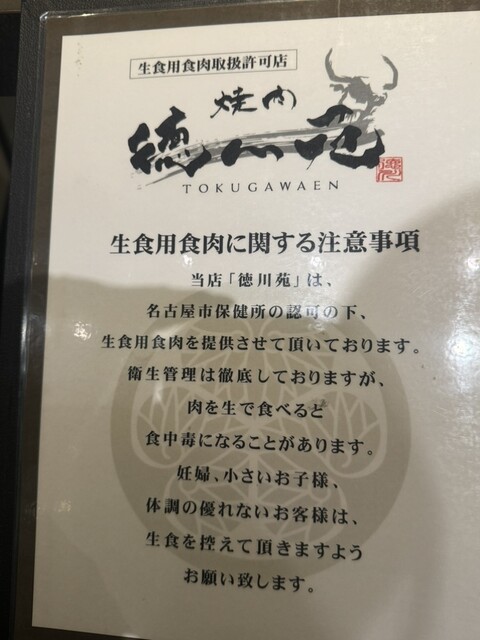 生食用食肉取扱許可店
焼肉
徳川苑
TOKUGAWAEN
生食用食肉に関する注意事項
当店「徳川苑」は、
名古屋市保健所の認可の下、
生食用食肉を提供させて頂いております。
衛生管理は徹底しておりますが、
肉を生で食べると
食中毒になることがあります。
妊婦、小さいお子様、
体調の優れないお客様は、
生食を控えて頂きますよう
お願い致します。